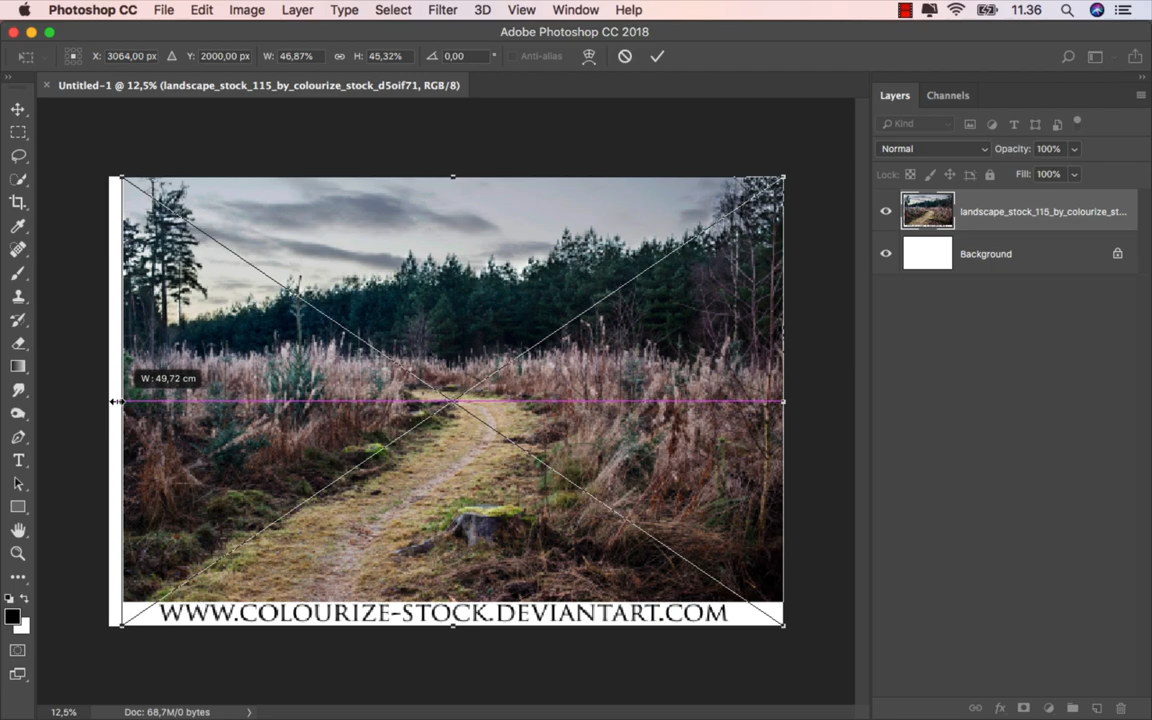 Photoshop CC File Edit Image Layer Type Select Filter 3D View Window Help 11.36
Adobe Photoshop CC 2018
X: 3064,00 px Y: 2000,00 px W: 46,87% H: 45,32% 0,00 ° Anti-alias
Untitled-1 @ 12,5% (landscape_stock_115_by_colourize_stock_d5oif71, RGB/8)
Layers Channels
Kind
Normal Opacity: 100%
Lock: Fill: 100%
landscape_stock_115_by_colourize_st...
Background
W : 49,72 cm
WWW.COLOURIZE-STOCK.DEVIANTART.COM
12,5% Doc: 68,7M/0 bytes